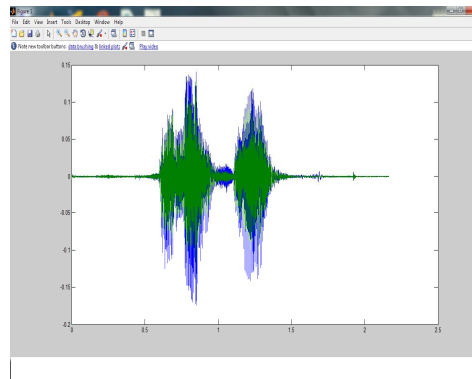 Figure 1
File Edit View Insert Tools Desktop Window Help
Note new toolbar buttons: data brushing & linked plots Play video
0.15
0.1
0.05
0
-0.05
-0.1
-0.15
-0.2
0 0.5 1 1.5 2 2.5